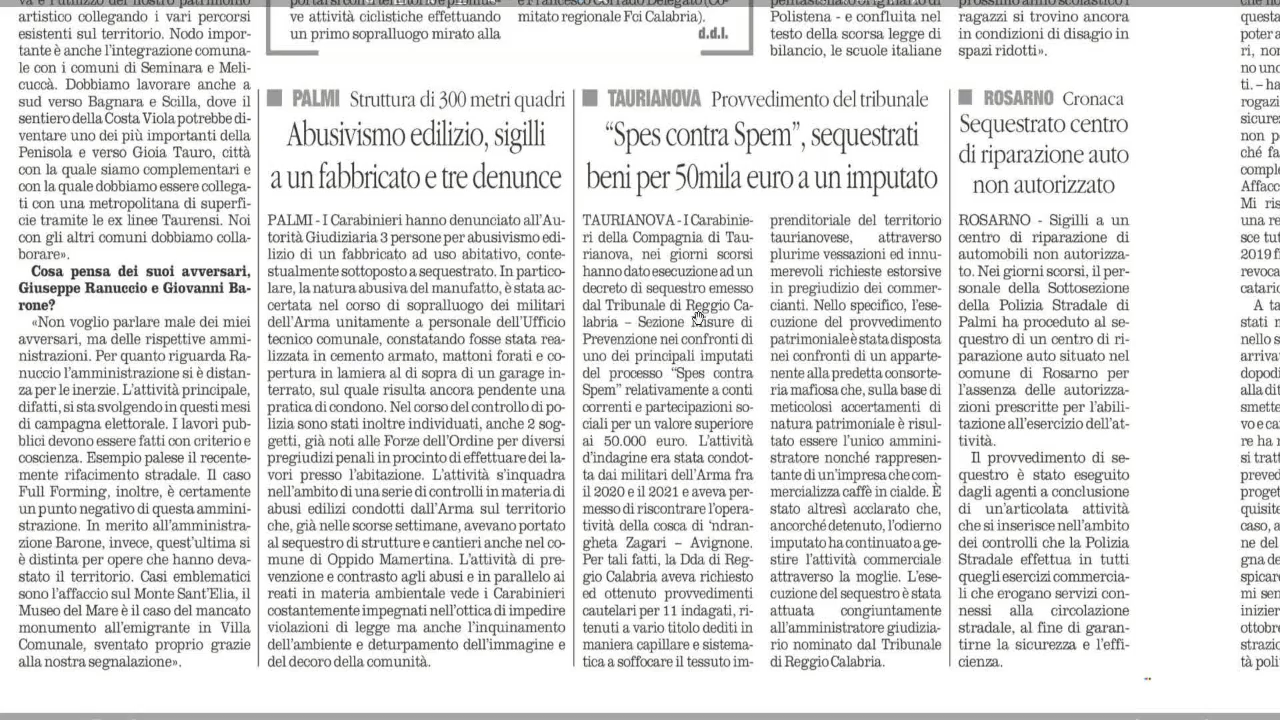 artistico collegando i vari percorsi
esistenti sul territorio. Nodo impor-
tante è anche l'integrazione comuna-
le con i comuni di Seminara e Meli-
cuccà. Dobbiamo lavorare anche a
sud verso Bagnara e Scilla, dove il
sentiero della Costa Viola potrebbe di-
ventare uno dei più importanti della
Penisola e verso Gioia Tauro, città
con la quale siamo complementari e
con la quale dobbiamo essere collega-
ti con una metropolitana di superfi-
cie tramite le ex linee Taurensi. Noi
con gli altri comuni dobbiamo colla-
borare».
Cosa pensa dei suoi avversari,
Giuseppe Ranuccio e Giovanni Ba-
rone?
«Non voglio parlare male dei miei
avversari, ma delle rispettive ammi-
nistrazioni. Per quanto riguarda Ra-
nuccio l'amministrazione si è distan-
za per le inerzie. L'attività principale,
difatti, si sta svolgendo in questi mesi
di campagna elettorale. I lavori pub-
blici devono essere fatti con criterio e
coscienza. Esempio palese il recente-
mente rifacimento stradale. Il caso
Full Forming, inoltre, è certamente
un punto negativo di questa ammini-
strazione. In merito all'amministra-
zione Barone, invece, quest'ultima si
è distinta per opere che hanno deva-
stato il territorio. Casi emblematici
sono l'affaccio sul Monte Sant'Elia, il
Museo del Mare è il caso del mancato
monumento all'emigrante in Villa
Comunale, sventato proprio grazie
alla nostra segnalazione».
ve attività ciclistiche effettuando
un primo sopralluogo mirato alla
mitato regionale Fci Calabria).
d.d.l.
Polistena - e confluita nel
testo della scorsa legge di
bilancio, le scuole italiane
ragazzi si trovino ancora
in condizioni di disagio in
spazi ridotti».
PALMI Struttura di 300 metri quadri
Abusivismo edilizio, sigilli
a un fabbricato e tre denunce
PALMI - I Carabinieri hanno denunciato all'Au-
torità Giudiziaria 3 persone per abusivismo edi-
lizio di un fabbricato ad uso abitativo, conte-
stualmente sottoposto a sequestrato. In partico-
lare, la natura abusiva del manufatto, è stata ac-
certata nel corso di sopralluogo dei militari
dell'Arma unitamente a personale dell'Ufficio
tecnico comunale, constatando fosse stata rea-
lizzata in cemento armato, mattoni forati e co-
pertura in lamiera al di sopra di un garage in-
terrato, sul quale risulta ancora pendente una
pratica di condono. Nel corso del controllo di po-
lizia sono stati inoltre individuati, anche 2 sog-
getti, già noti alle Forze dell'Ordine per diversi
pregiudizi penali in procinto di effettuare dei la-
vori presso l'abitazione. L'attività s'inquadra
nell'ambito di una serie di controlli in materia di
abusi edilizi condotti dall'Arma sul territorio
che, già nelle scorse settimane, avevano portato
al sequestro di strutture e cantieri anche nel co-
mune di Oppido Mamertina. L'attività di pre-
venzione e contrasto agli abusi e in parallelo ai
reati in materia ambientale vede i Carabinieri
costantemente impegnati nell'ottica di impedire
violazioni di legge ma anche l'inquinamento
dell'ambiente e deturpamento dell'immagine e
del decoro della comunità.
TAURIANOVA Provvedimento del tribunale
“Spes contra Spem”, sequestrati
beni per 50mila euro a un imputato
TAURIANOVA - I Carabinie-
ri della Compagnia di Tau-
rianova, nei giorni scorsi
hanno dato esecuzione ad un
decreto di sequestro emesso
dal Tribunale di Reggio Ca-
labria – Sezione Misure di
Prevenzione nei confronti di
uno dei principali imputati
del processo “Spes contra
Spem” relativamente a conti
correnti e partecipazioni so-
ciali per un valore superiore
ai 50.000 euro. L'attività
d'indagine era stata condot-
ta dai militari dell'Arma fra
il 2020 e il 2021 e aveva per-
messo di riscontrare l'opera-
tività della cosca di 'ndran-
gheta Zagari – Avignone.
Per tali fatti, la Dda di Reg-
gio Calabria aveva richiesto
ed ottenuto provvedimenti
cautelari per 11 indagati, ri-
tenuti a vario titolo dediti in
maniera capillare e sistema-
tica a soffocare il tessuto im-
prenditoriale del territorio
taurianovese, attraverso
plurime vessazioni ed innu-
merevoli richieste estorsive
in pregiudizio dei commer-
cianti. Nello specifico, l'ese-
cuzione del provvedimento
patrimoniale è stata disposta
nei confronti di un apparte-
nente alla predetta consorte-
ria mafiosa che, sulla base di
meticolosi accertamenti di
natura patrimoniale è risul-
tato essere l'unico ammini-
stratore nonché rappresen-
tante di un'impresa che com-
mercializza caffè in cialde. È
stato altresì acclarato che,
ancorché detenuto, l'odierno
imputato ha continuato a ge-
stire l'attività commerciale
attraverso la moglie. L'ese-
cuzione del sequestro è stata
attuata congiuntamente
all'amministratore giudizia-
rio nominato dal Tribunale
di Reggio Calabria.
ROSARNO Cronaca
Sequestrato centro
di riparazione auto
non autorizzato
ROSARNO - Sigilli a un
centro di riparazione di
automobili non autorizza-
to. Nei giorni scorsi, il per-
sonale della Sottosezione
della Polizia Stradale di
Palmi ha proceduto al se-
questro di un centro di ri-
parazione auto situato nel
comune di Rosarno per
l'assenza delle autorizza-
zioni prescritte per l'abili-
tazione all'esercizio dell'at-
tività.
Il provvedimento di se-
questro è stato eseguito
dagli agenti a conclusione
di un'articolata attività
che si inserisce nell'ambito
dei controlli che la Polizia
Stradale effettua in tutti
quegli esercizi commercia-
li che erogano servizi con-
nessi alla circolazione
stradale, al fine di garan-
tirne la sicurezza e l'effi-
cienza.